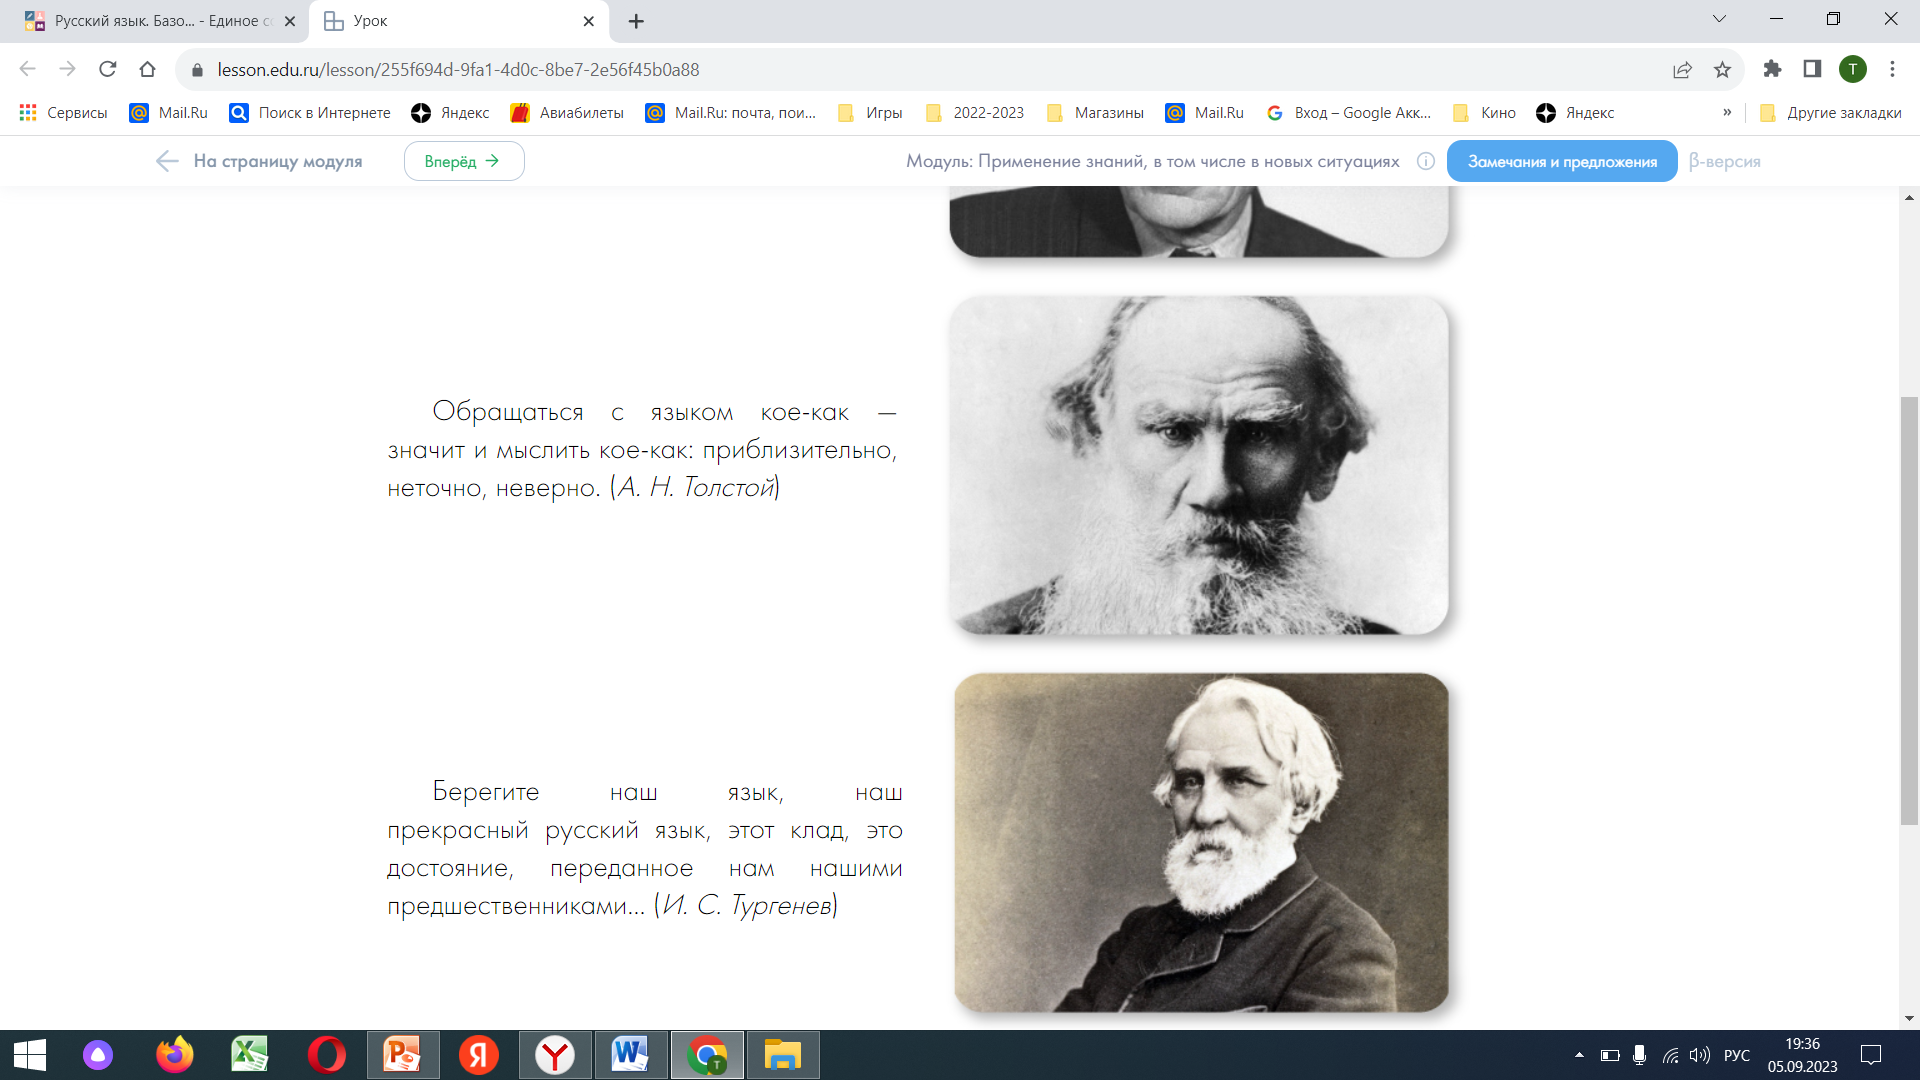 Русский язык. Базо... - Единое со
Урок
lesson.edu.ru/lesson/255f694d-9fa1-4d0c-8be7-2e56f45b0a88
T
Сервисы
Mail.Ru
Поиск в Интернете
Яндекс
Авиабилеты
Mail.Ru: почта, пои...
Игры
2022-2023
Магазины
Mail.Ru
Вход – Google Акк...
Кино
Яндекс
»
Другие закладки
На страницу модуля
Вперёд
Модуль: Применение знаний, в том числе в новых ситуациях
Замечания и предложения
β-версия
Обращаться с языком кое-как —
значит и мыслить кое-как: приблизительно,
неточно, неверно. (А. Н. Толстой)
Берегите наш язык, наш
прекрасный русский язык, этот клад, это
достояние, переданное нам нашими
предшественниками... (И. С. Тургенев)
РУС
19:36
05.09.2023